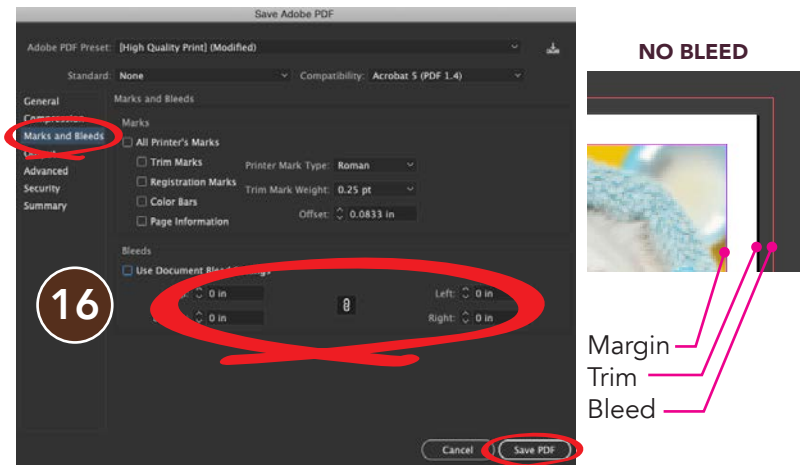 Save Adobe PDF
Adobe PDF Preset: [High Quality Print] (Modified)
Standard: None Compatibility: Acrobat 5 (PDF 1.4)
General
Compression
Marks and Bleeds
Output
Advanced
Security
Summary
Marks and Bleeds
Marks
All Printer's Marks
Trim Marks
Registration Marks
Color Bars
Page Information
Printer Mark Type: Roman
Trim Mark Weight: 0.25 pt
Offset: 0.0833 in
Bleeds
Use Document Bleed
0 in
0 in
Left: 0 in
Right: 0 in
16
Cancel
Save PDF
NO BLEED
Margin
Trim
Bleed